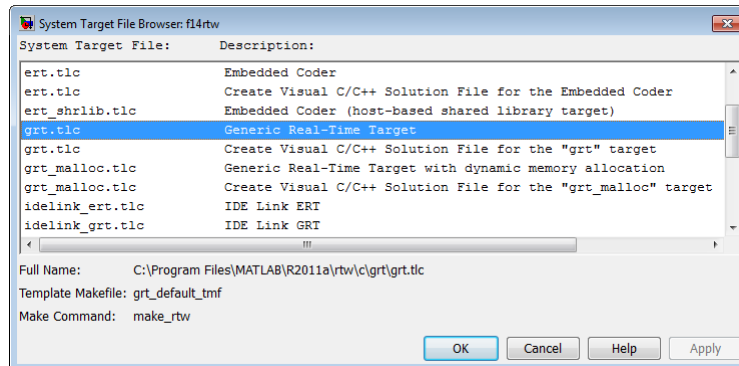 System Target File Browser: f14rtw
System Target File: Description:
ert.tlc Embedded Coder
ert.tlc Create Visual C/C++ Solution File for the Embedded Coder
ert_shrlib.tlc Embedded Coder (host-based shared library target)
grt.tlc Generic Real-Time Target
grt.tlc Create Visual C/C++ Solution File for the "grt" target
grt_malloc.tlc Generic Real-Time Target with dynamic memory allocation
grt_malloc.tlc Create Visual C/C++ Solution File for the "grt_malloc" target
idelink_ert.tlc IDE Link ERT
idelink_grt.tlc IDE Link GRT
Full Name: C:\Program Files\MATLAB\R2011a\rtw\c\grt\grt.tlc
Template Makefile: grt_default_tmf
Make Command: make_rtw
OK Cancel Help Apply